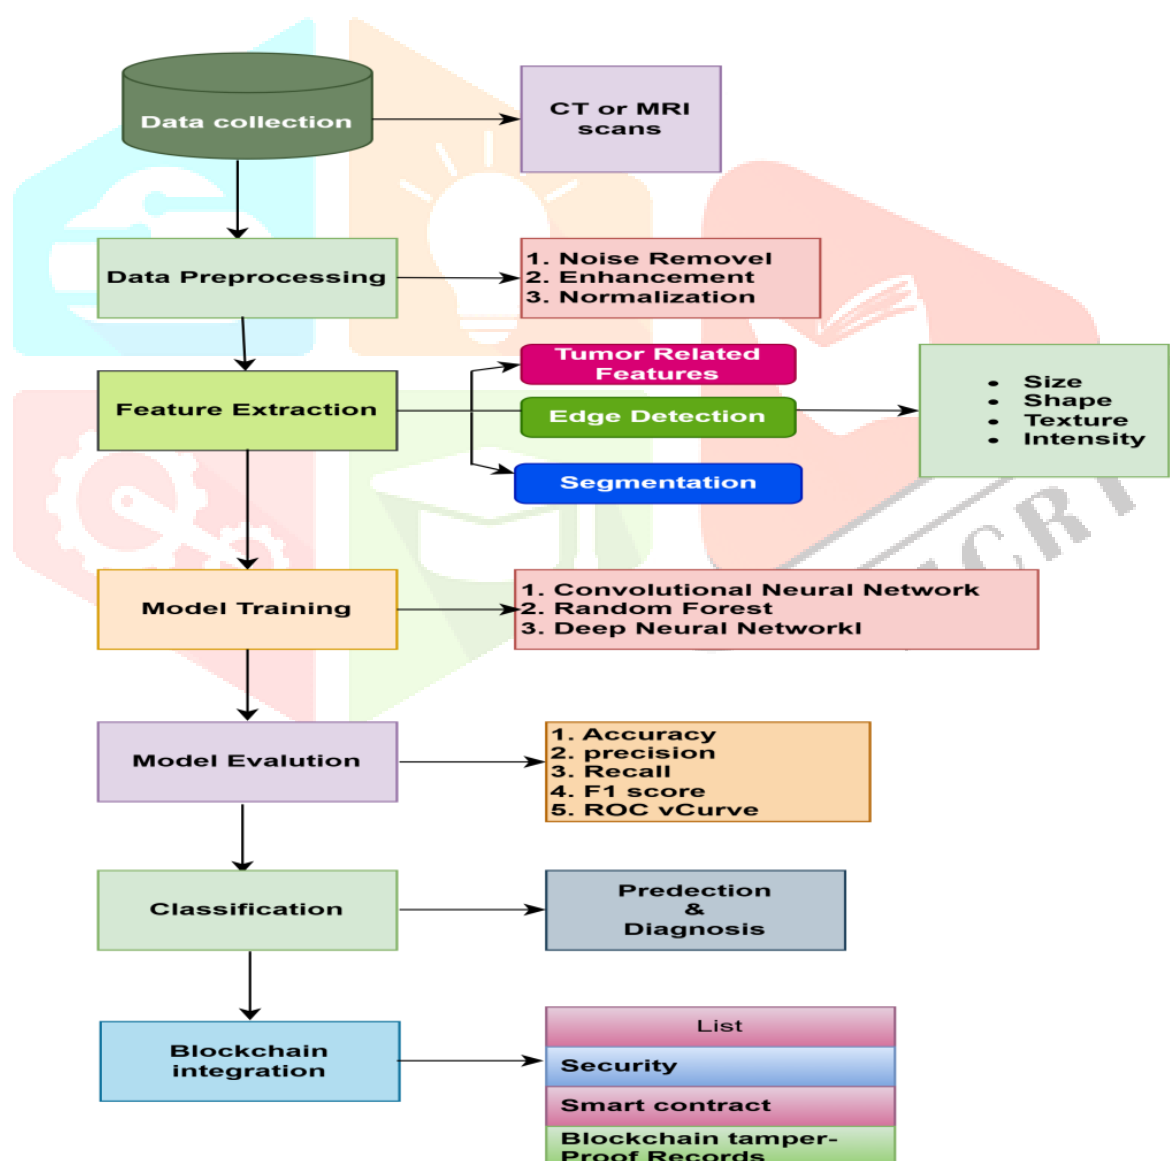 Data collection
CT or MRI
scans
Data Preprocessing
1. Noise Removel
2. Enhancement
3. Normalization
Feature Extraction
Tumor Related
Features
Edge Detection
Segmentation
• Size
• Shape
• Texture
• Intensity
Model Training
1. Convolutional Neural Network
2. Random Forest
3. Deep Neural NetworkI
Model Evalution
1. Accuracy
2. precision
3. Recall
4. F1 score
5. ROC vCurve
Classification
Predection
&
Diagnosis
Blockchain
integration
List
Security
Smart contract
Blockchain tamper-
Proof Records